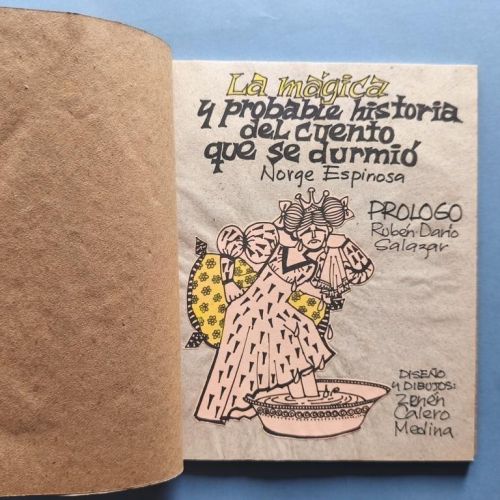 La mágica
y probable historia
del cuento
que se durmió
Norge Espinosa
PROLOGO
Rubén Darío
Salazar
DISEÑO
Y DIBUJOS:
Zenén
Calero
Medina